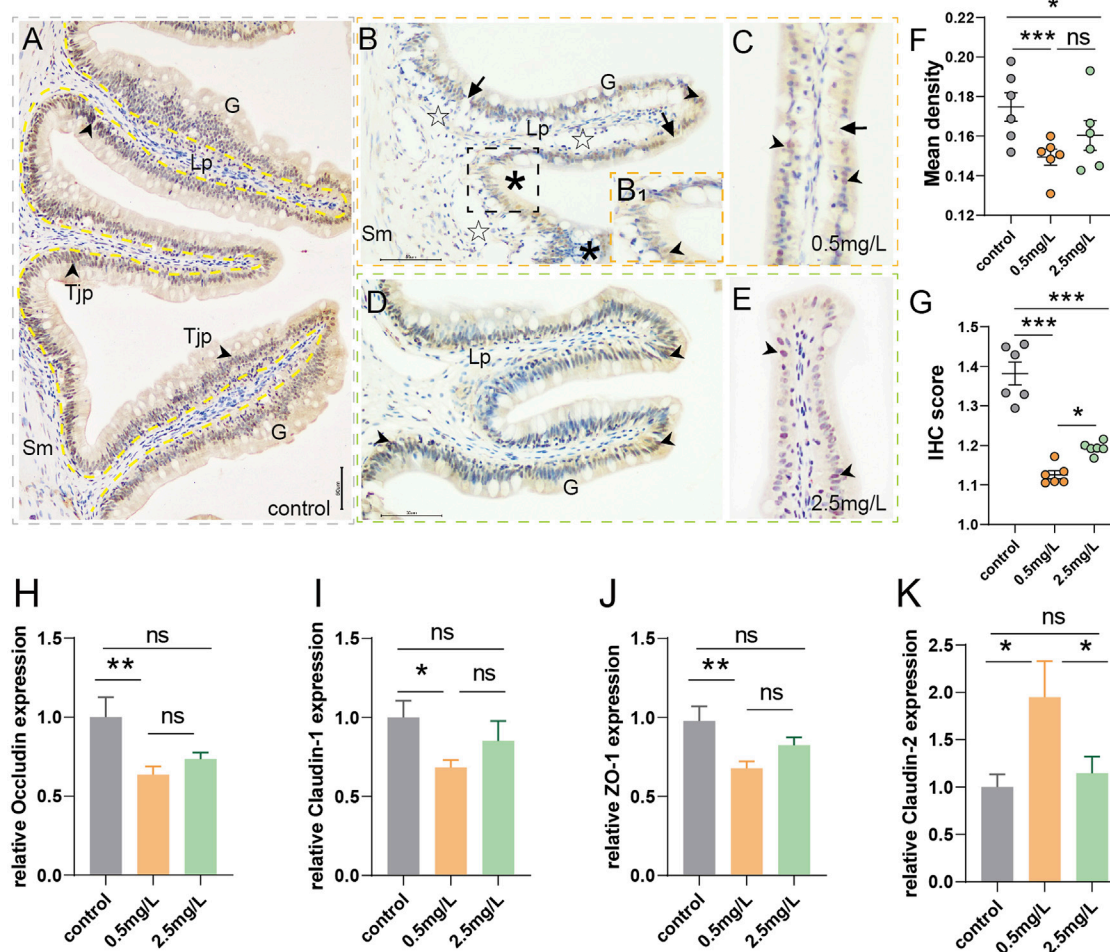 A
G
Lp
Tjp
Tjp
G
Sm
control
B
G
Lp
*
B₁
Sm
*
C
0.5mg/L
D
Lp
G
E
2.5mg/L
F
Mean density
0.22
0.20
0.18
0.16
0.14
0.12
*
*** ns
control
0.5mg/L
2.5mg/L
G
IHC score
1.5
1.4
1.3
1.2
1.1
1.0
***
***
*
control
0.5mg/L
2.5mg/L
H
relative Occludin expression
1.5
1.0
0.5
0.0
ns
**
ns
control
0.5mg/L
2.5mg/L
I
relative Claudin-1 expression
1.5
1.0
0.5
0.0
ns
*
ns
control
0.5mg/L
2.5mg/L
J
relative ZO-1 expression
1.5
1.0
0.5
0.0
ns
**
ns
control
0.5mg/L
2.5mg/L
K
relative Claudin-2 expression
2.5
2.0
1.5
1.0
0.5
0.0
ns
* *
control
0.5mg/L
2.5mg/L